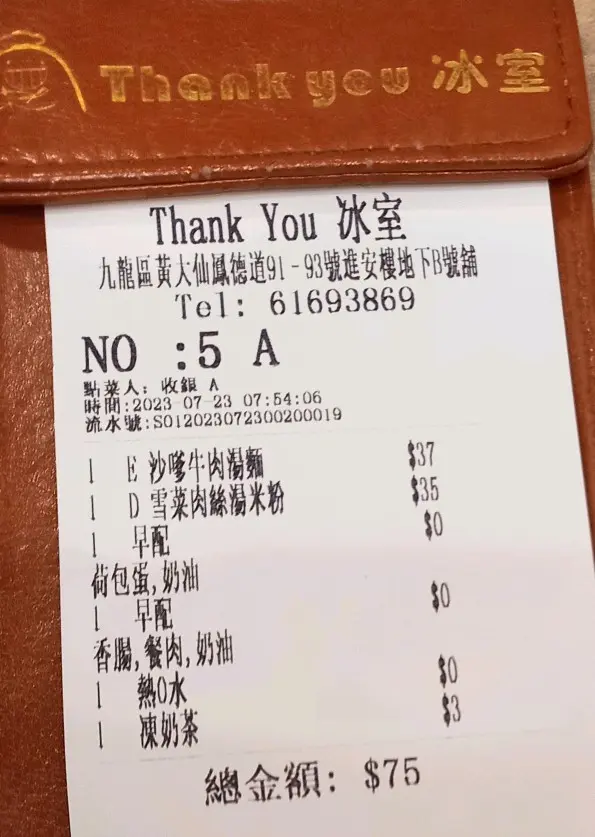 Thank you 冰室
Thank You 冰室
九龍區黃大仙鳳德道91-93號進安樓地下B號舖
Tel: 61693869
NO :5 A
點菜人: 收銀 A
時間:2023-07-23 07:54:06
流水號:S012023072300200019
1 E 沙嗲牛肉湯麵 $37
1 D 雪菜肉絲湯米粉 $35
1 早配 $0
荷包蛋,奶油
1 早配 $0
香腸,餐肉,奶油
1 熱0水 $0
1 凍奶茶 $3
總金額: $75